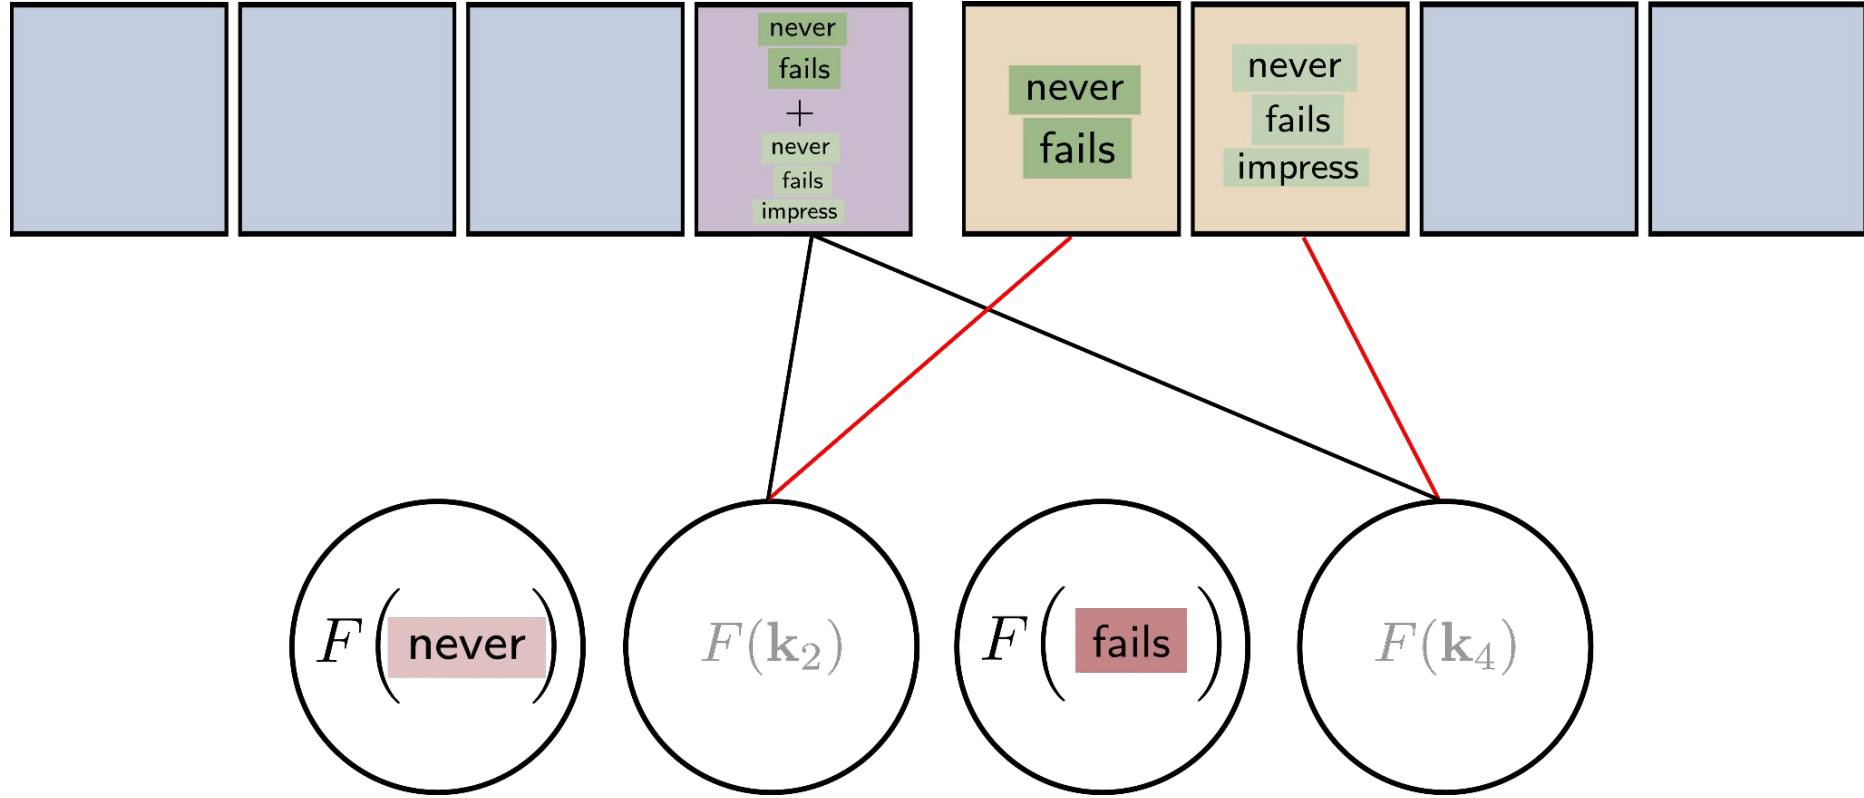 never
fails
+
never
fails
impress
never
fails
never
fails
impress
F(never)
F(k₂)
F(fails)
F(k₄)